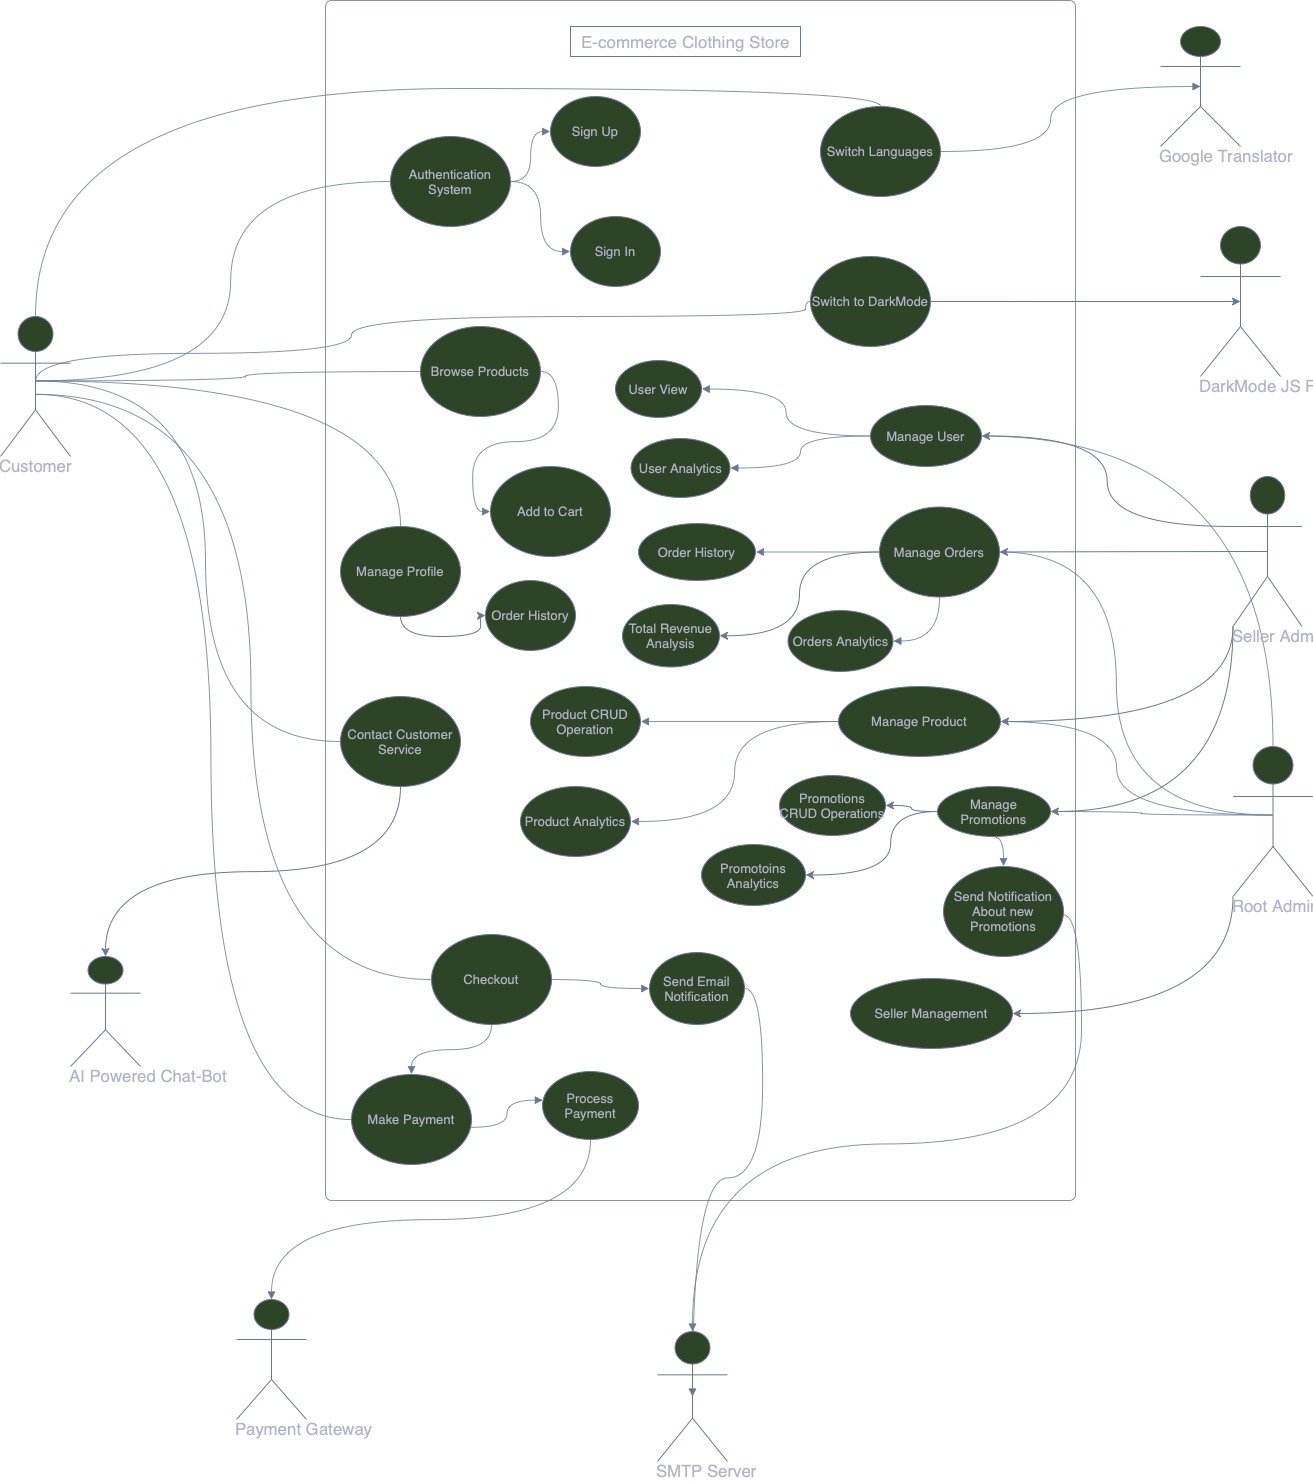 E-commerce Clothing Store
Sign Up
Switch Languages
Google Translator
Authentication
System
Sign In
Switch to DarkMode
DarkMode JS F
Browse Products
User View
Manage User
User Analytics
Customer
Add to Cart
Order History
Manage Orders
Manage Profile
Order History
Total Revenue
Analysis
Orders Analytics
Seller Adm
Product CRUD
Operation
Manage Product
Contact Customer
Service
Product Analytics
Promotions
CRUD Operations
Manage
Promotions
Promotoins
Analytics
Send Notification
About new
Promotions
Root Admi
Checkout
Send Email
Notification
Seller Management
AI Powered Chat-Bot
Make Payment
Process
Payment
Payment Gateway
SMTP Server